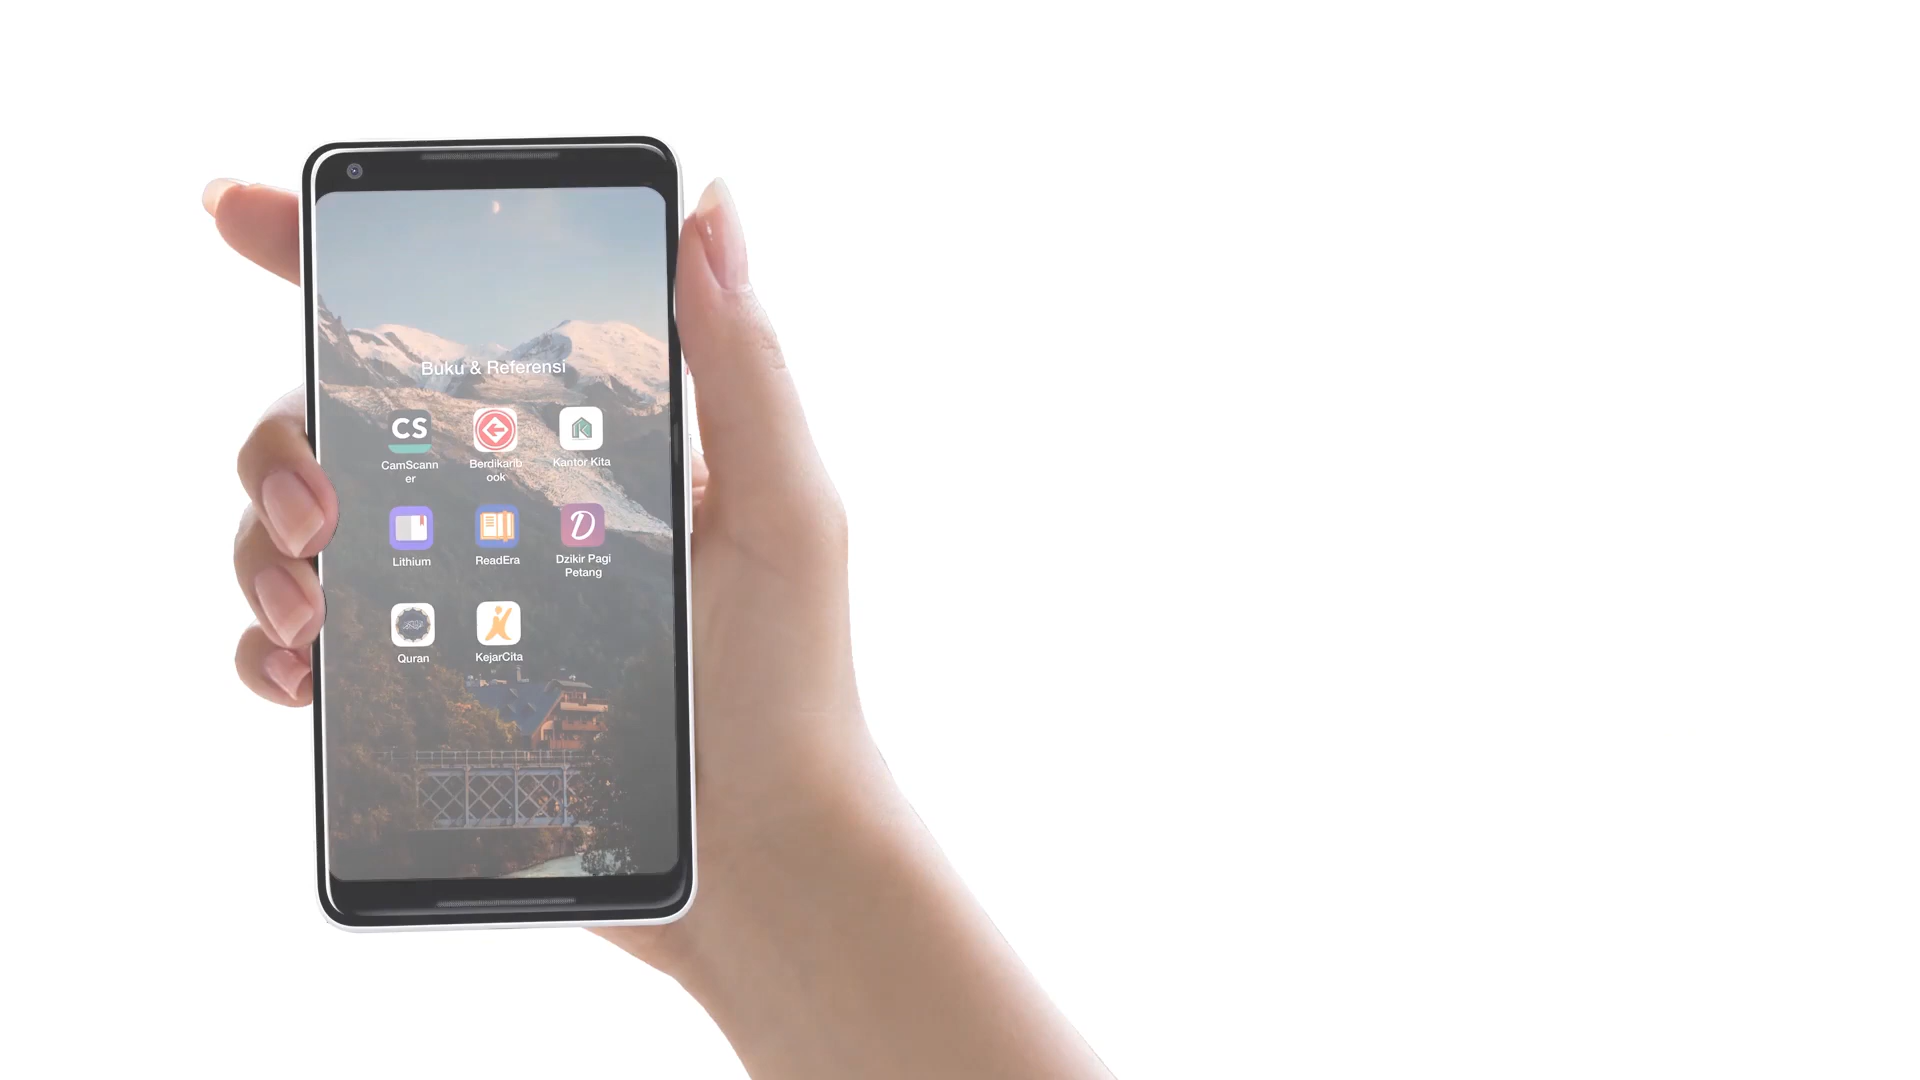 Buku & Referensi
CS
CamScann
er
Berdikarib
ook
Kantor Kita
Lithium
ReadEra
D
Dzikir Pagi
Petang
Quran
KejarCita